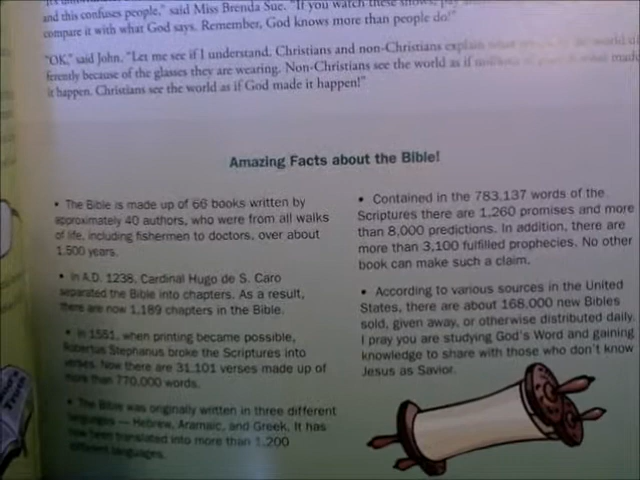 and this confuses people," said Miss Brenda Sue. "If you watch these shows, pay
compare it with what God says. Remember, God knows more than people do!"
"OK," said John. "Let me see if I understand. Christians and non-Christians explain
ferently because of the glasses they are wearing. Non-Christians see the world as if made
it happen. Christians see the world as if God made it happen!"
Amazing Facts about the Bible!
• The Bible is made up of 66 books written by
approximately 40 authors, who were from all walks
of life, including fishermen to doctors, over about
1,500 years.
• In A.D. 1238, Cardinal Hugo de S. Caro
separated the Bible into chapters. As a result,
there are now 1,189 chapters in the Bible.
• In 1551, when printing became possible,
Robertus Stephanus broke the Scriptures into
verses. Now there are 31,101 verses made up of
more than 770,000 words.
• The Bible was originally written in three different
languages — Hebrew, Aramaic, and Greek. It has
now been translated into more than 1,200
different languages.
• Contained in the 783,137 words of the
Scriptures there are 1,260 promises and more
than 8,000 predictions. In addition, there are
more than 3,100 fulfilled prophecies. No other
book can make such a claim.
• According to various sources in the United
States, there are about 168,000 new Bibles
sold, given away, or otherwise distributed daily.
I pray you are studying God's Word and gaining
knowledge to share with those who don't know
Jesus as Savior.